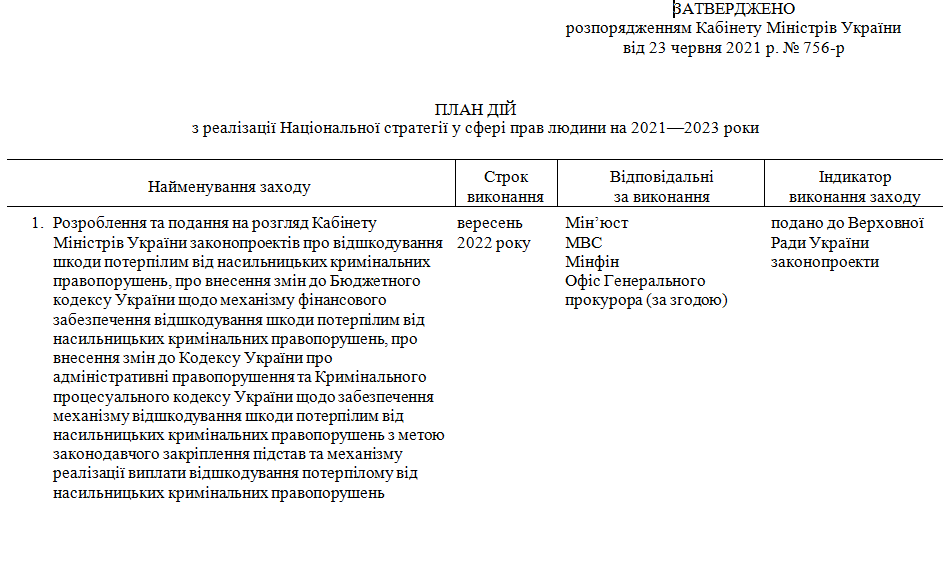 ЗАТВЕРДЖЕНО
розпорядженням Кабінету Міністрів України
від 23 червня 2021 р. № 756-р
ПЛАН ДІЙ
з реалізації Національної стратегії у сфері прав людини на 2021—2023 роки
Найменування заходу
Строк
виконання
Відповідальні
за виконання
Індикатор
виконання заходу
1. Розроблення та подання на розгляд Кабінету
Міністрів України законопроектів про відшкодування
шкоди потерпілим від насильницьких кримінальних
правопорушень, про внесення змін до Бюджетного
кодексу України щодо механізму фінансового
забезпечення відшкодування шкоди потерпілим від
насильницьких кримінальних правопорушень, про
внесення змін до Кодексу України про
адміністративні правопорушення та Кримінального
процесуального кодексу України щодо забезпечення
механізму відшкодування шкоди потерпілим від
насильницьких кримінальних правопорушень з метою
законодавчого закріплення підстав та механізму
реалізації виплати відшкодування потерпілому від
насильницьких кримінальних правопорушень
вересень
2022 року
Мін’юст
МВС
Мінфін
Офіс Генерального
прокурора (за згодою)
подано до Верховної
Ради України
законопроекти